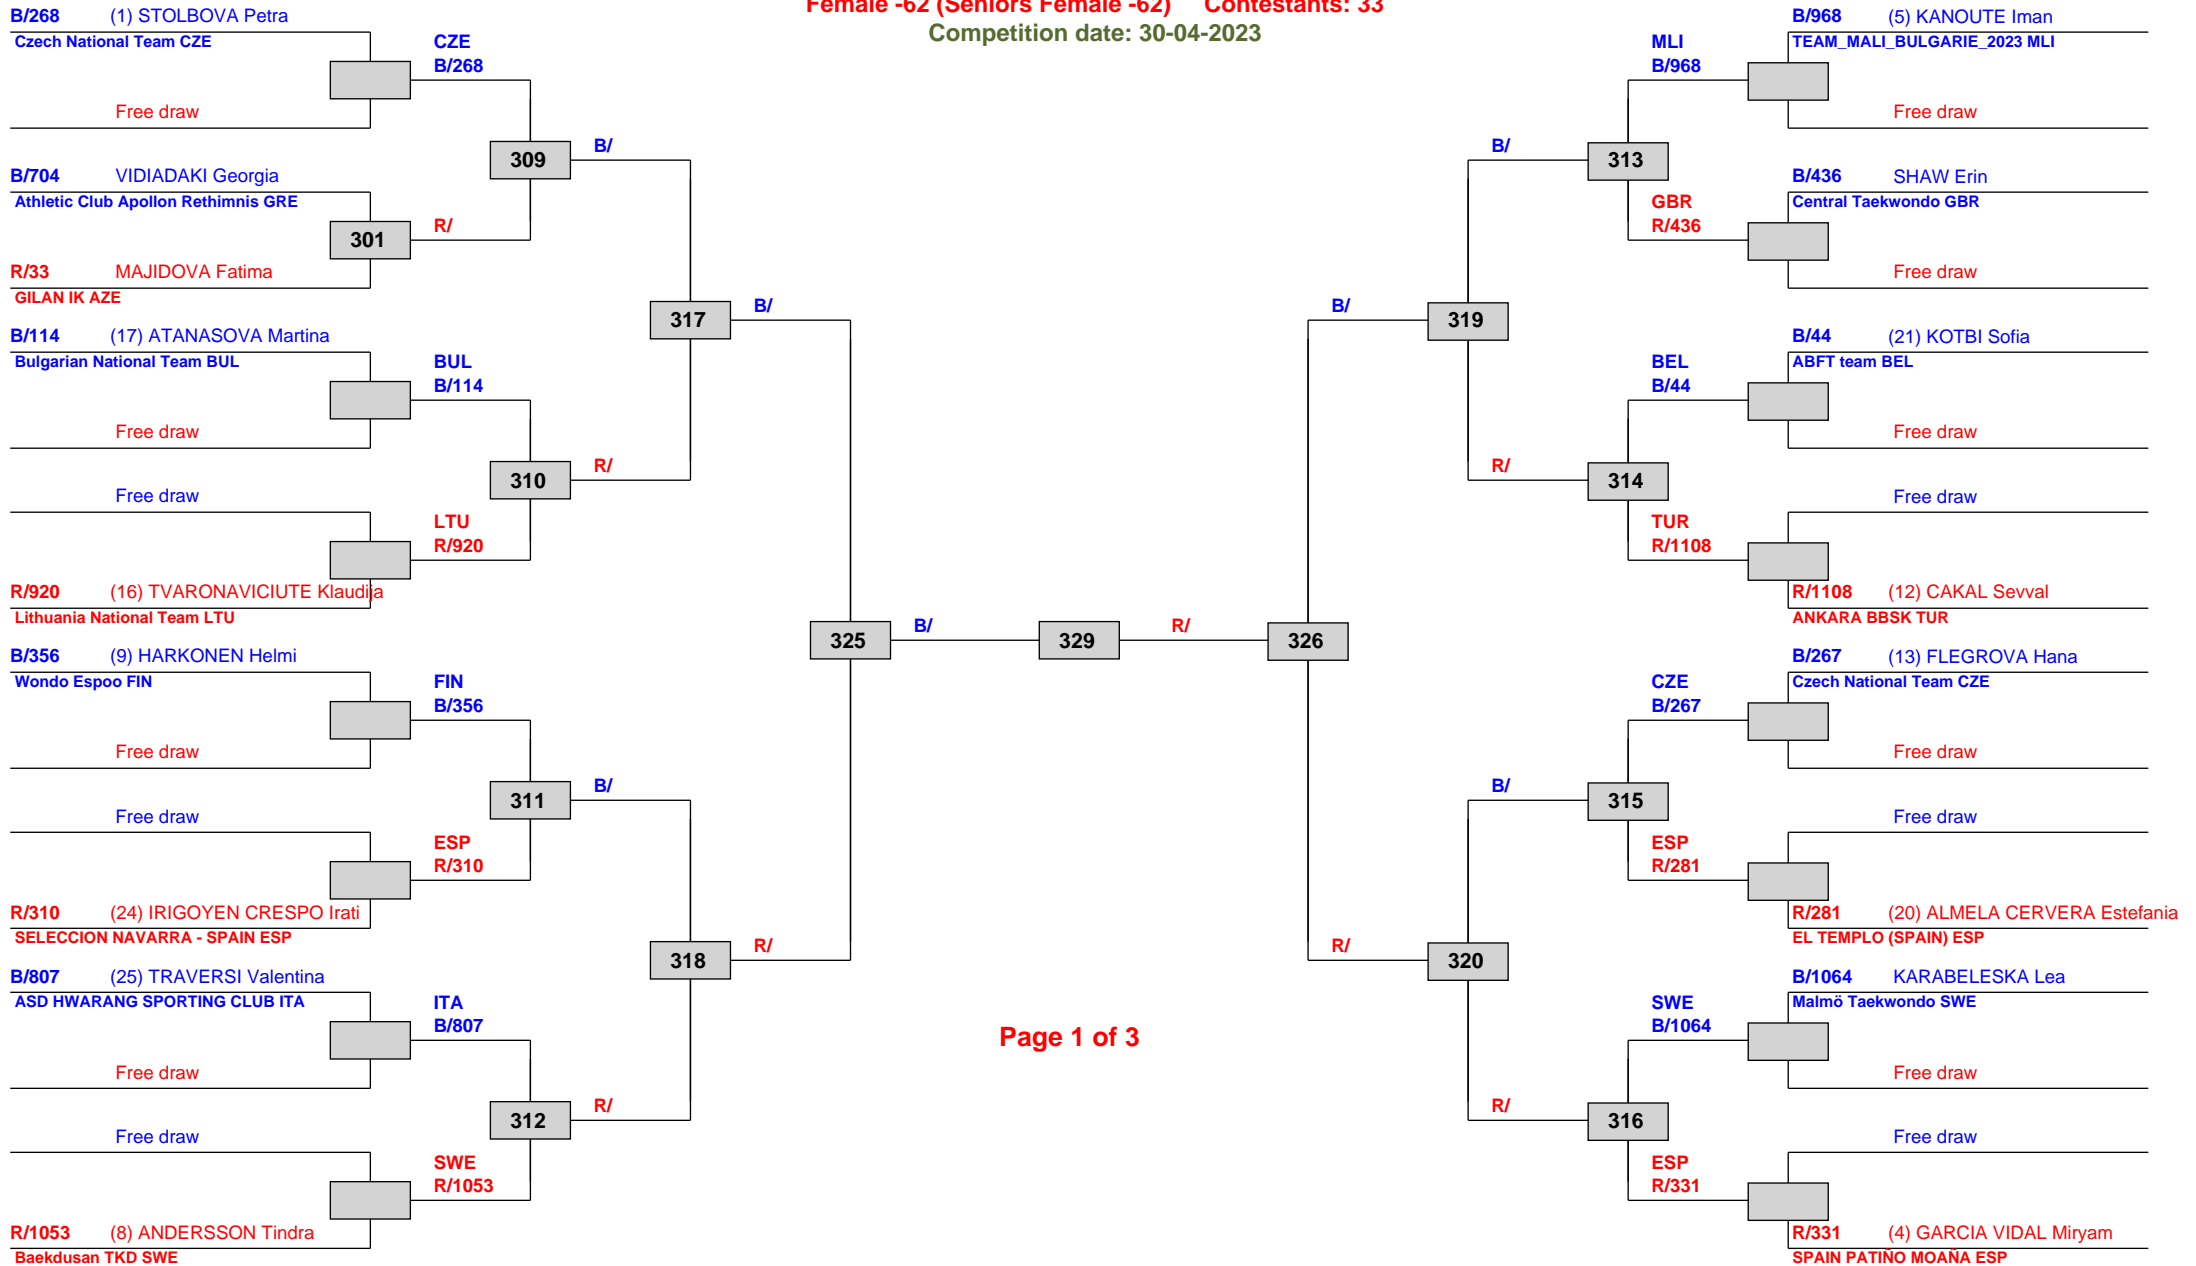 Female -62 (Seniors Female -62) Contestants: 33
Competition date: 30-04-2023
B/268 (1) STOLBOVA Petra
Czech National Team CZE
Free draw
CZE
B/268
B/704 VIDIADAKI Georgia
Athletic Club Apollon Rethimnis GRE
301
R/33 MAJIDOVA Fatima
GILAN IK AZE
R/
309
B/
B/114 (17) ATANASOVA Martina
Bulgarian National Team BUL
Free draw
BUL
B/114
Free draw
R/920 (16) TVARONAVICIUTE Klaudija
Lithuania National Team LTU
LTU
R/920
310
R/
317
B/
B/356 (9) HARKONEN Helmi
Wondo Espoo FIN
Free draw
FIN
B/356
Free draw
R/310 (24) IRIGOYEN CRESPO Irati
SELECCION NAVARRA - SPAIN ESP
ESP
R/310
311
B/
B/807 (25) TRAVERSI Valentina
ASD HWARANG SPORTING CLUB ITA
Free draw
ITA
B/807
Free draw
R/1053 (8) ANDERSSON Tindra
Baekdusan TKD SWE
SWE
R/1053
312
R/
318
R/
325
B/
329
R/
326
B/968 (5) KANOUTE Iman
TEAM_MALI_BULGARIE_2023 MLI
Free draw
MLI
B/968
B/436 SHAW Erin
Central Taekwondo GBR
Free draw
GBR
R/436
313
B/
B/44 (21) KOTBI Sofia
ABFT team BEL
Free draw
BEL
B/44
Free draw
R/1108 (12) CAKAL Sevval
ANKARA BBSK TUR
TUR
R/1108
314
R/
319
B/
B/267 (13) FLEGROVA Hana
Czech National Team CZE
Free draw
CZE
B/267
Free draw
R/281 (20) ALMELA CERVERA Estefania
EL TEMPLO (SPAIN) ESP
ESP
R/281
315
B/
B/1064 KARABELESKA Lea
Malmö Taekwondo SWE
Free draw
SWE
B/1064
Free draw
R/331 (4) GARCIA VIDAL Miryam
SPAIN PATIÑO MOAÑA ESP
ESP
R/331
316
R/
320
R/
Page 1 of 3